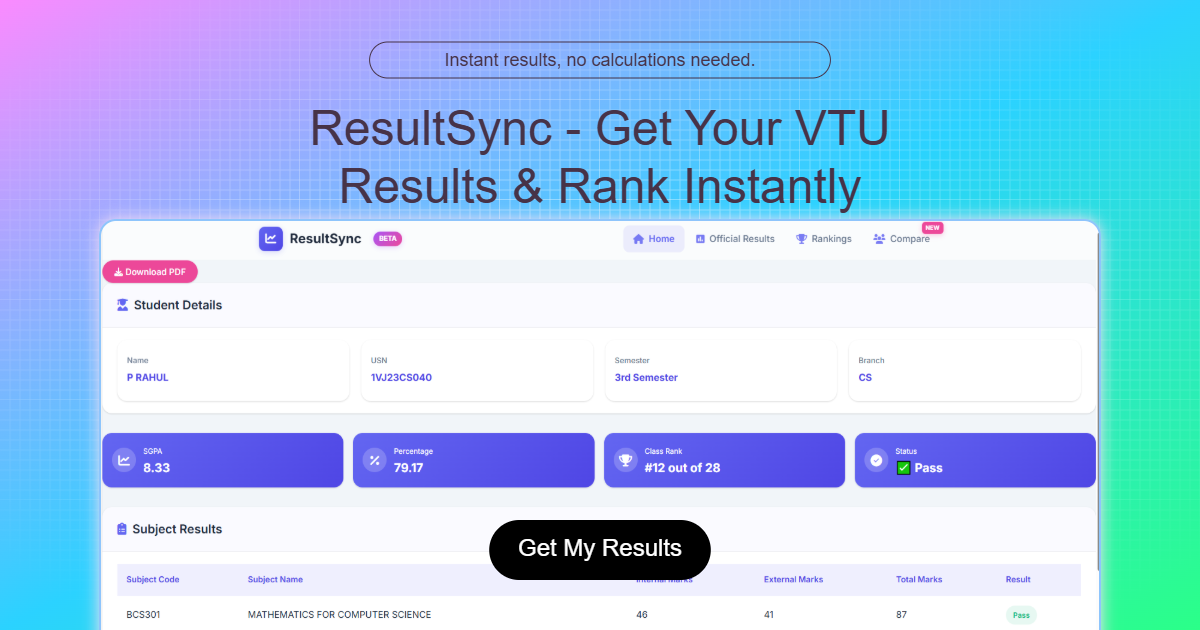 Instant results, no calculations needed.
ResultSync - Get Your VTU
Results & Rank Instantly
ResultSync BETA Home Official Results Rankings Compare NEW
Download PDF
Student Details
Name USN Semester Branch
P RAHUL 1VJ23CS040 3rd Semester CS
SGPA Percentage Class Rank Status
8.33 79.17 #12 out of 28 ✅ Pass
Subject Results
Get My Results
Subject Code Subject Name Internal Marks External Marks Total Marks Result
BCS301 MATHEMATICS FOR COMPUTER SCIENCE 46 41 87 Pass